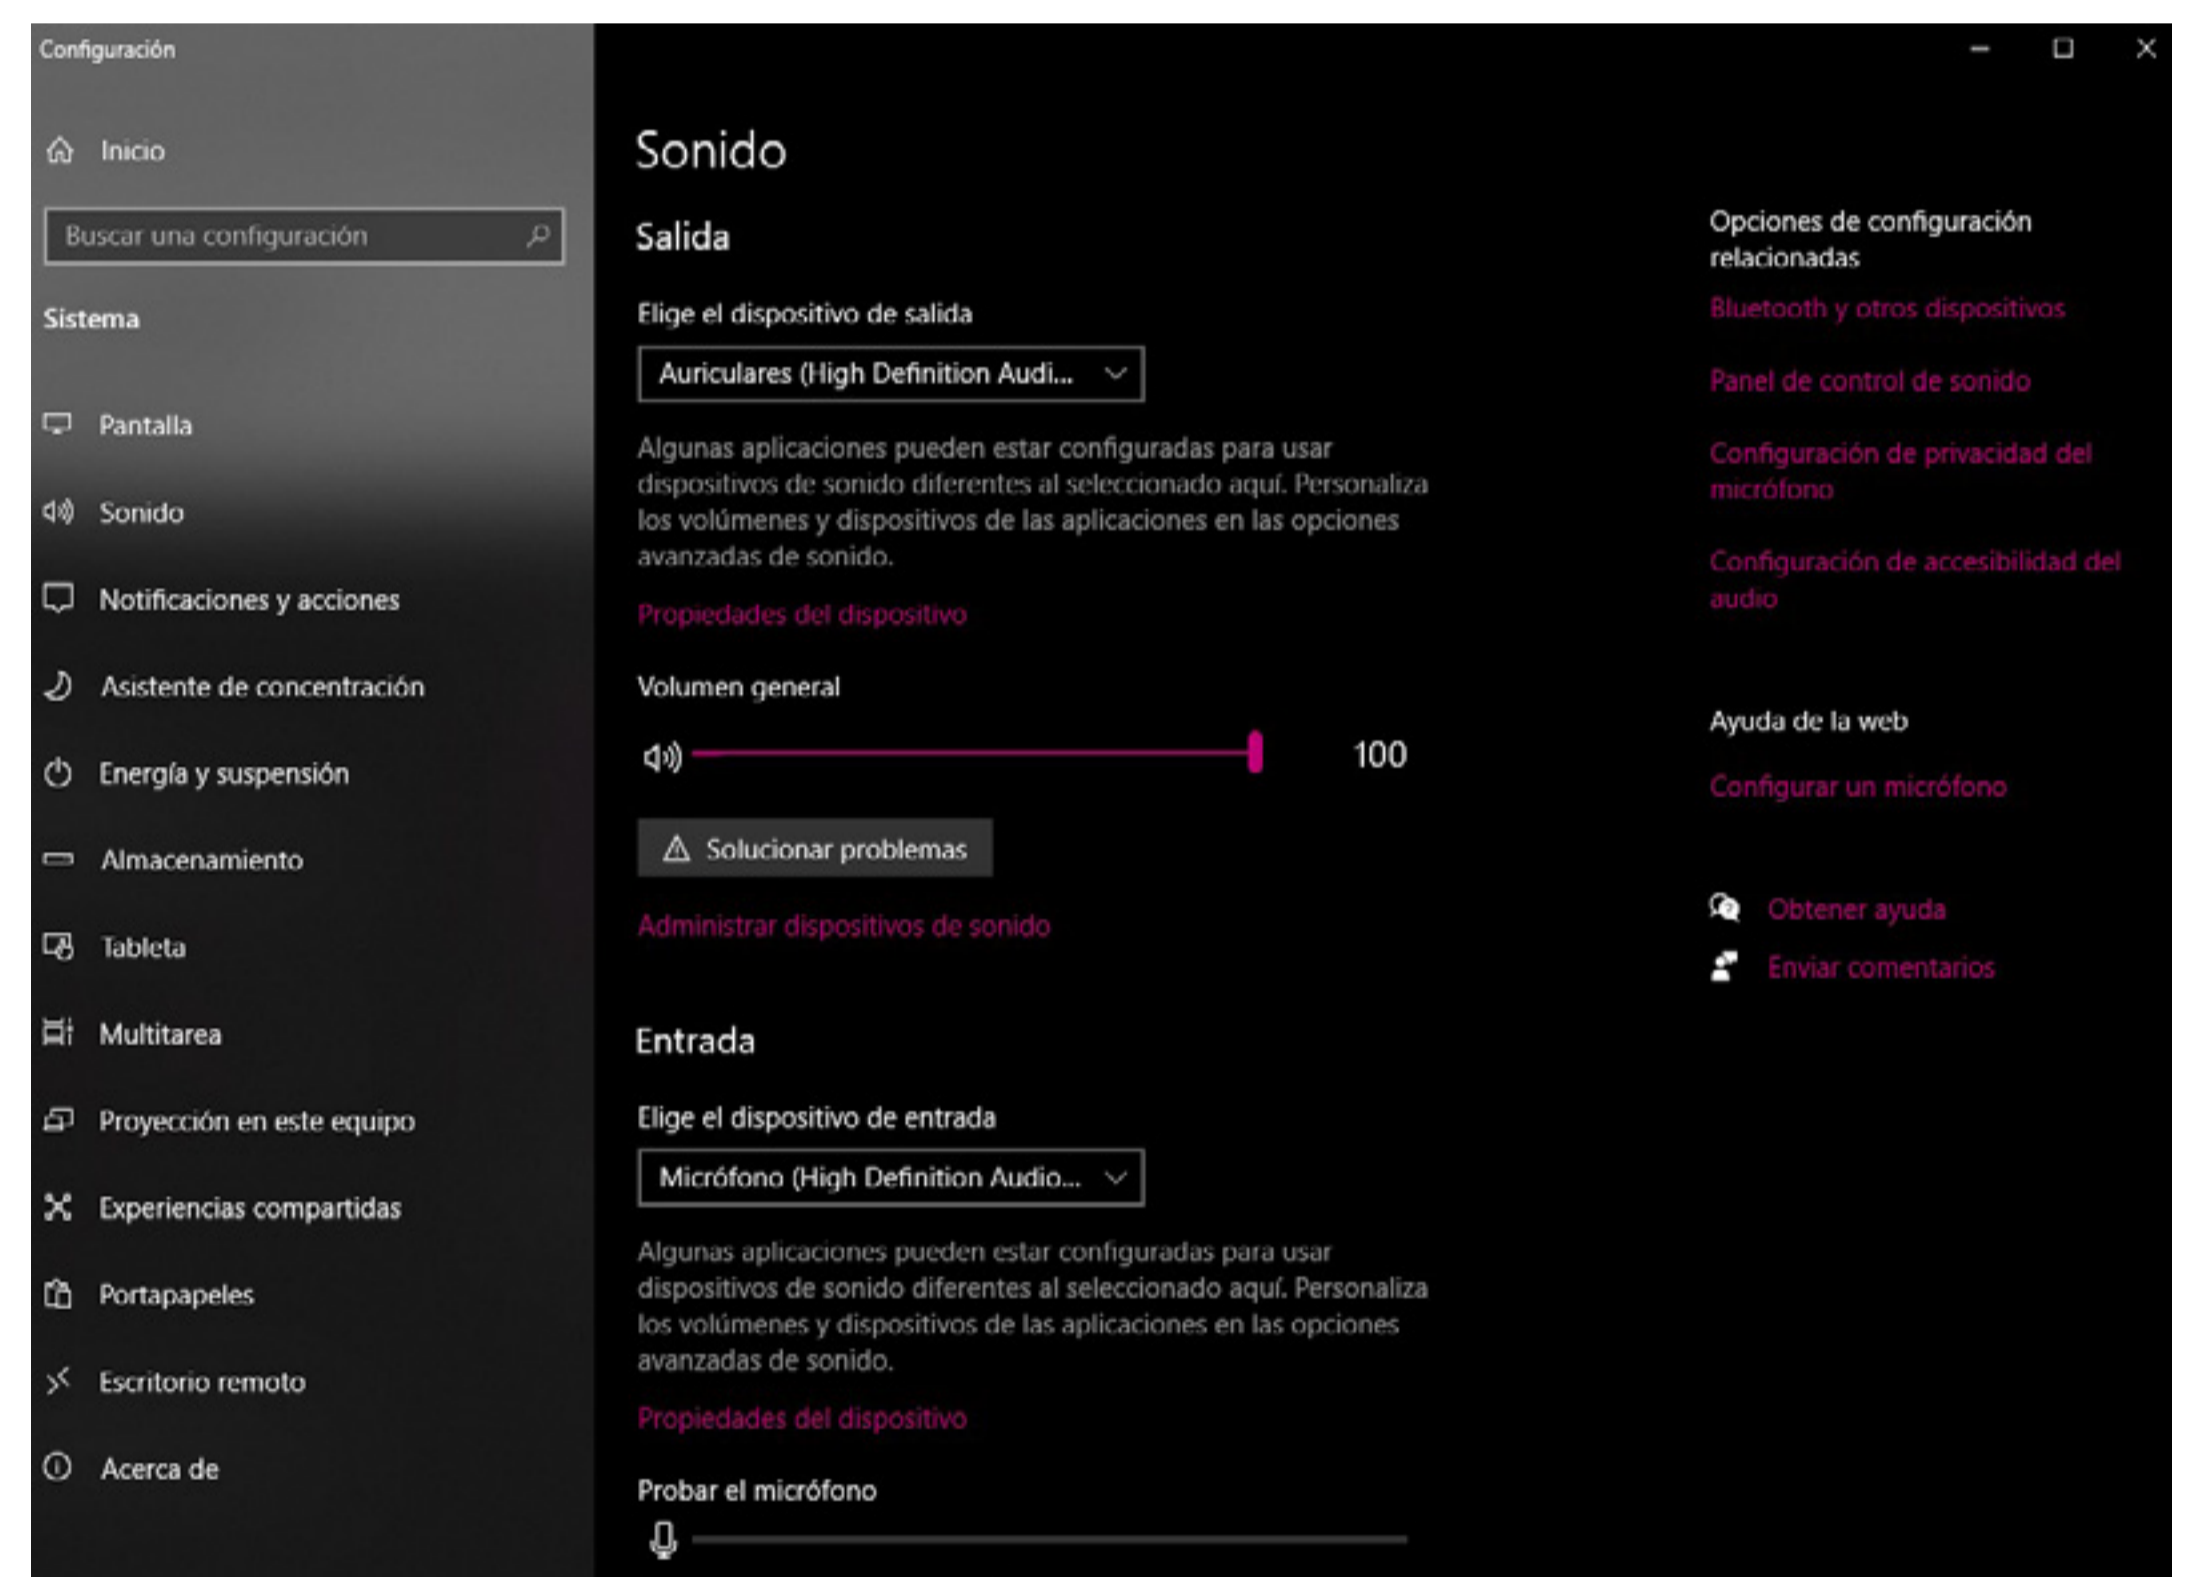 Configuración
Inicio
Buscar una configuración
Sistema
Pantalla
Sonido
Notificaciones y acciones
Asistente de concentración
Energía y suspensión
Almacenamiento
Tableta
Multitarea
Proyección en este equipo
Experiencias compartidas
Portapapeles
Escritorio remoto
Acerca de
Sonido
Salida
Elige el dispositivo de salida
Auriculares (High Definition Audi...
Algunas aplicaciones pueden estar configuradas para usar
dispositivos de sonido diferentes al seleccionado aquí. Personaliza
los volúmenes y dispositivos de las aplicaciones en las opciones
avanzadas de sonido.
Propiedades del dispositivo
Volumen general
100
Solucionar problemas
Administrar dispositivos de sonido
Entrada
Elige el dispositivo de entrada
Micrófono (High Definition Audio...
Algunas aplicaciones pueden estar configuradas para usar
dispositivos de sonido diferentes al seleccionado aquí. Personaliza
los volúmenes y dispositivos de las aplicaciones en las opciones
avanzadas de sonido.
Propiedades del dispositivo
Probar el micrófono
Opciones de configuración
relacionadas
Bluetooth y otros dispositivos
Panel de control de sonido
Configuración de privacidad del
micrófono
Configuración de accesibilidad del
audio
Ayuda de la web
Configurar un micrófono
Obtener ayuda
Enviar comentarios